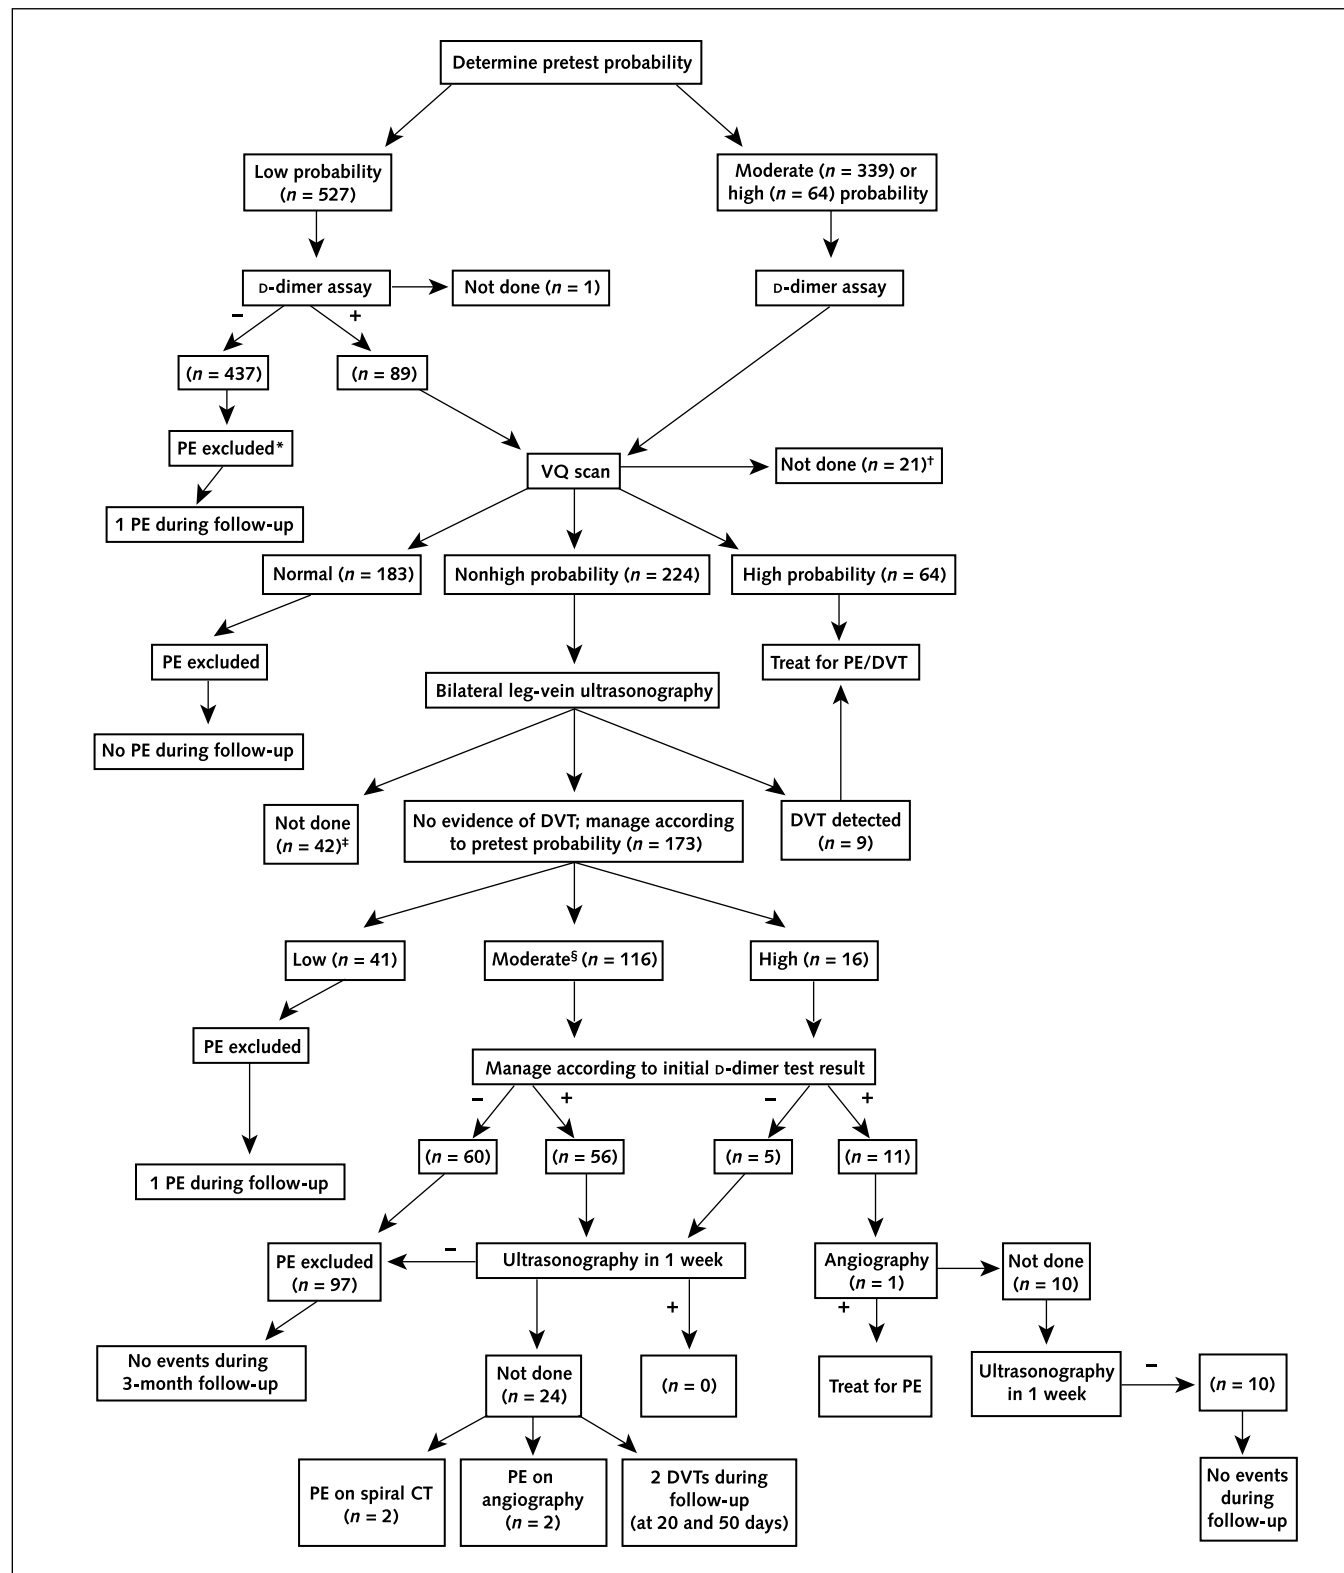 Determine pretest probability
Low probability
(n = 527)
Moderate (n = 339) or
high (n = 64) probability
D-dimer assay
Not done (n = 1)
D-dimer assay
–
+
(n = 437)
(n = 89)
PE excluded*
VQ scan
Not done (n = 21)†
1 PE during follow-up
Normal (n = 183)
Nonhigh probability (n = 224)
High probability (n = 64)
PE excluded
Treat for PE/DVT
Bilateral leg-vein ultrasonography
No PE during follow-up
Not done
(n = 42)‡
No evidence of DVT; manage according
to pretest probability (n = 173)
DVT detected
(n = 9)
Low (n = 41)
Moderate§ (n = 116)
High (n = 16)
PE excluded
Manage according to initial D-dimer test result
–
+
–
+
(n = 60)
(n = 56)
(n = 5)
(n = 11)
1 PE during follow-up
PE excluded
(n = 97)
–
Ultrasonography in 1 week
Angiography
(n = 1)
Not done
(n = 10)
+
+
No events during
3-month follow-up
Not done
(n = 24)
(n = 0)
Treat for PE
Ultrasonography
in 1 week
–
(n = 10)
PE on spiral CT
(n = 2)
PE on
angiography
(n = 2)
2 DVTs during
follow-up
(at 20 and 50 days)
No events
during
follow-up